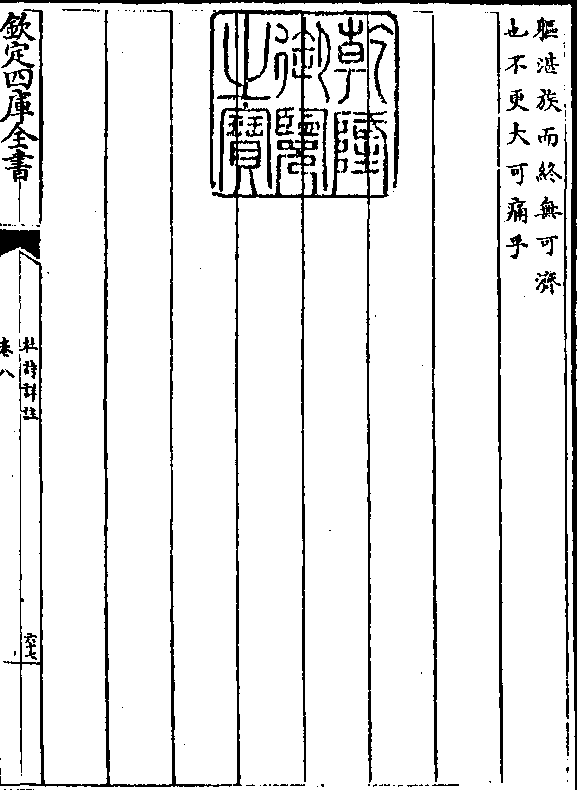 軀湛族而終無可濟
也不更大可痛乎
乾隆御覽之寶
欽定四庫全書
杜詩詳註
卷八
六十七